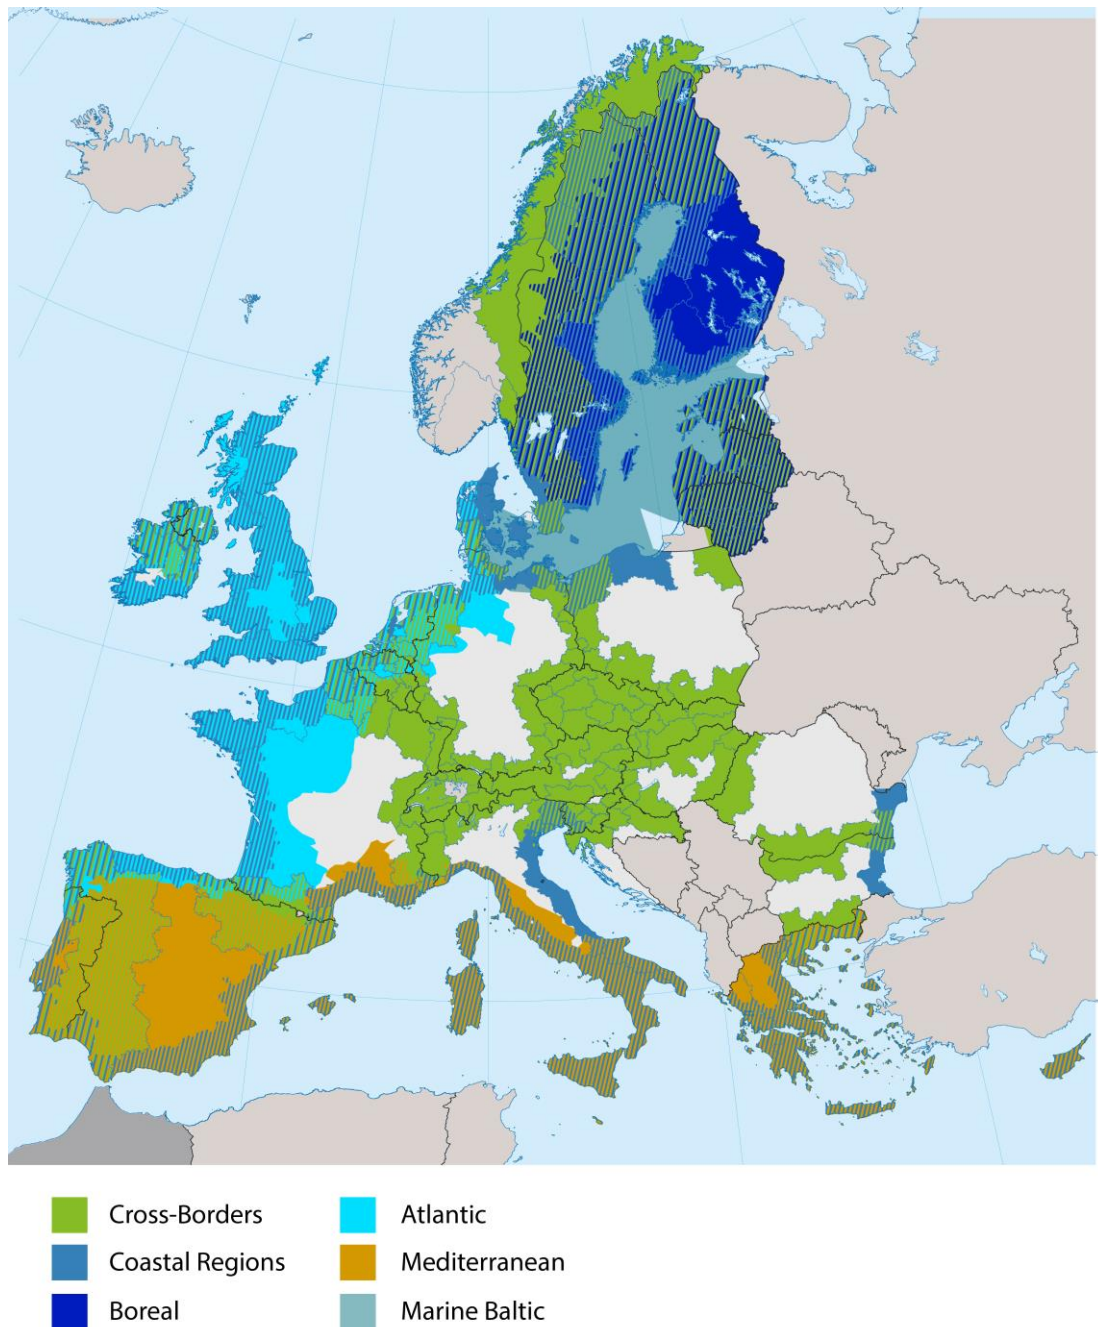 Cross-Borders
Coastal Regions
Boreal
Atlantic
Mediterranean
Marine Baltic